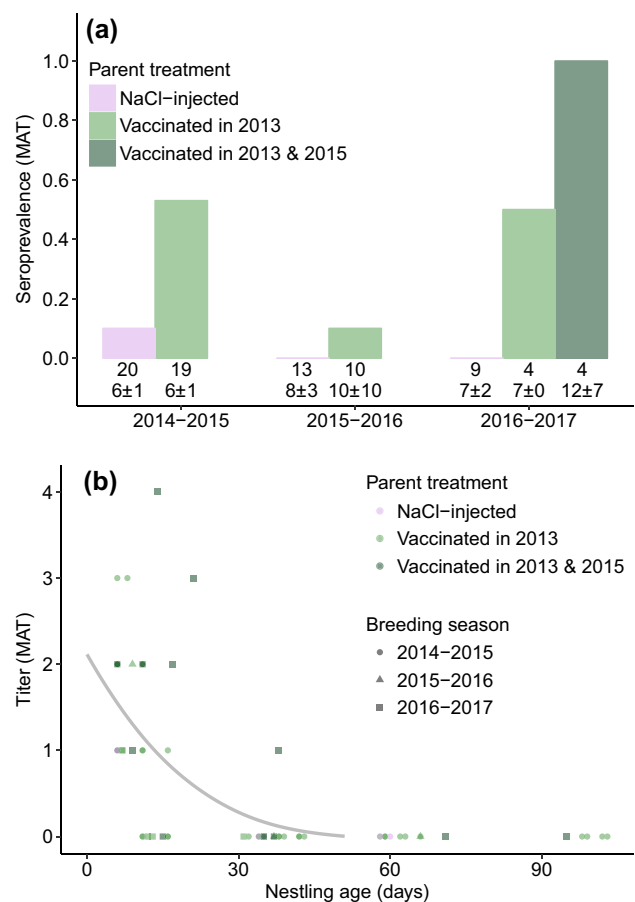 (a)
Parent treatment
NaCl−injected
Vaccinated in 2013
Vaccinated in 2013 & 2015
Seroprevalence (MAT)
1.0
0.8
0.6
0.4
0.2
0.0
20 19 13 10 9 4 4
6±1 6±1 8±3 10±10 7±2 7±0 12±7
2014−2015 2015−2016 2016−2017
(b)
Parent treatment
NaCl−injected
Vaccinated in 2013
Vaccinated in 2013 & 2015
Breeding season
2014−2015
2015−2016
2016−2017
Titer (MAT)
4
3
2
1
0
0 30 60 90
Nestling age (days)